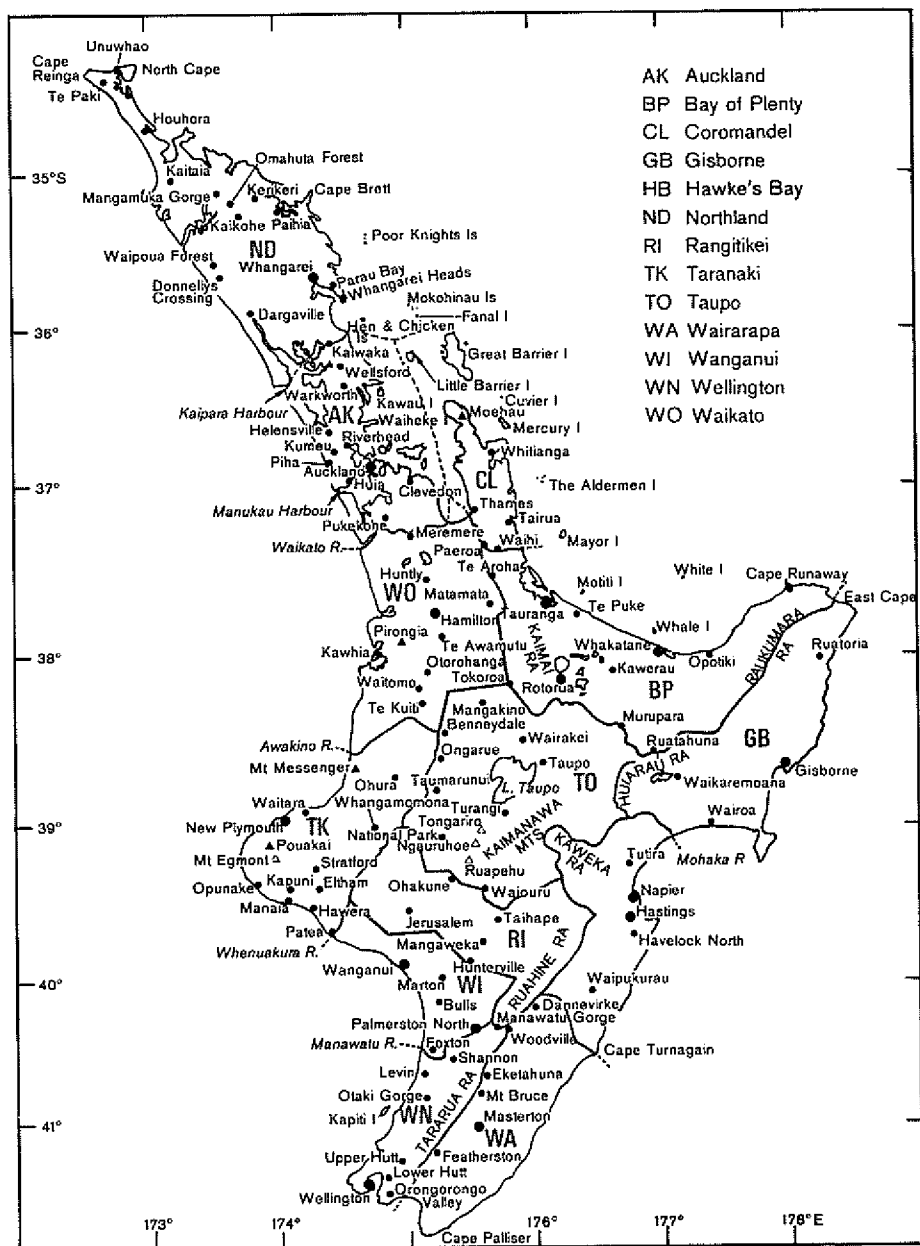 Unuwhao
Cape Reinga
North Cape
Te Paki
Houhora
Omahuta Forest
35°S
Kaitaia
Kerikeri
Cape Brett
Mangamuka Gorge
Kaikohe
Paihia
Poor Knights Is
ND
Waipoua Forest
Whangarei
Parau Bay
Whangarei Heads
Donnellys Crossing
Mokohinau Is
Dargaville
Fanal I
36°
Hen & Chicken Is
Kaiwaka
Great Barrier I
Wellsford
Little Barrier I
Warkworth
Kawau I
Cuvier I
Kaipara Harbour
AK
Waiheke I
Moehau
Mercury I
Helensville
Riverhead
Kumeu
Whilianga
Piha
Auckland
CL
37°
Huia
Clevedon
The Aldermen I
Manukau Harbour
Thames
Pukekohe
Tairua
Meremere
Waikato R.
Paeroa
Waihi
Mayor I
Te Aroha
Huntly
WO
Motiti I
White I
Cape Runaway
Matamata
East Cape
Tauranga
Te Puke
Hamilton
Whale I
Pirongia
KAIMAI RA
Whakatane
RAUKUMARA RA
Te Awamutu
Ruatoria
38°
Kawhia
Otorohanga
Kawerau
Opotiki
Waitomo
Tokoroa
Rotorua
BP
Te Kuiti
Mangakino
Murupara
Benneydale
Wairakei
Ruatahuna
GB
Awakino R.
Ongarue
Mt Messenger
Taupo
HUIARAU RA
Gisborne
Ohura
Taumarunui
L. Taupo
TO
Waikaremoana
Waitara
Whangamomona
Turangi
Wairoa
39°
New Plymouth
TK
National Park
Tongariro
KAIMANAWA MTS
Pouakai
Ngauruhoe
KAWEKA RA
Mohaka R
Mt Egmont
Stratford
Ruapehu
Tutira
Opunake
Kapuni
Eltham
Ohakune
Waiouru
Napier
Manaia
Hawera
Jerusalem
Taihape
Hastings
Patea
RI
Havelock North
Whenuakura R.
Mangaweka
RUAHINE RA
Wanganui
Hunterville
40°
WI
Waipukurau
Marton
Bulls
Dannevirke
Palmerston North
Manawatu Gorge
Manawatu R.
Foxton
Woodville
Shannon
Cape Turnagain
Levin
Eketahuna
Otaki Gorge
Mt Bruce
Kapiti I
WN
TARARUA RA
Masterton
41°
WA
Upper Hutt
Featherston
Lower Hutt
Wellington
Orongorongo Valley
Cape Palliser
173°
174°
176°
177°
178°E
AK Auckland
BP Bay of Plenty
CL Coromandel
GB Gisborne
HB Hawke's Bay
ND Northland
RI Rangitikei
TK Taranaki
TO Taupo
WA Wairarapa
WI Wanganui
WN Wellington
WO Waikato